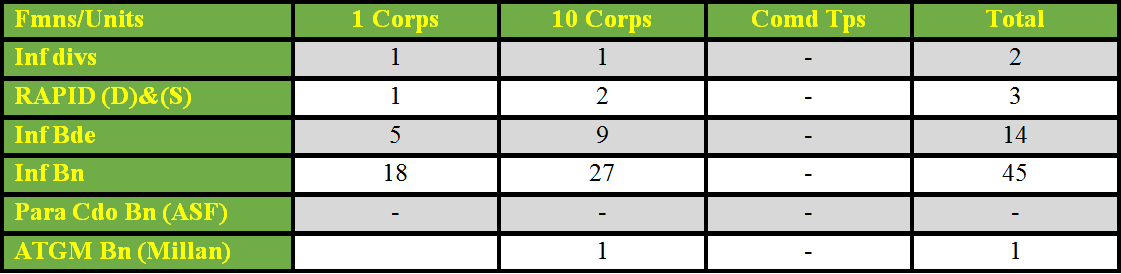 Fmns/Units 1 Corps 10 Corps Comd Tps Total
Inf divs 1 1 - 2
RAPID (D)&(S) 1 2 - 3
Inf Bde 5 9 - 14
Inf Bn 18 27 - 45
Para Cdo Bn (ASF) - - - -
ATGM Bn (Millan) 1 - 1